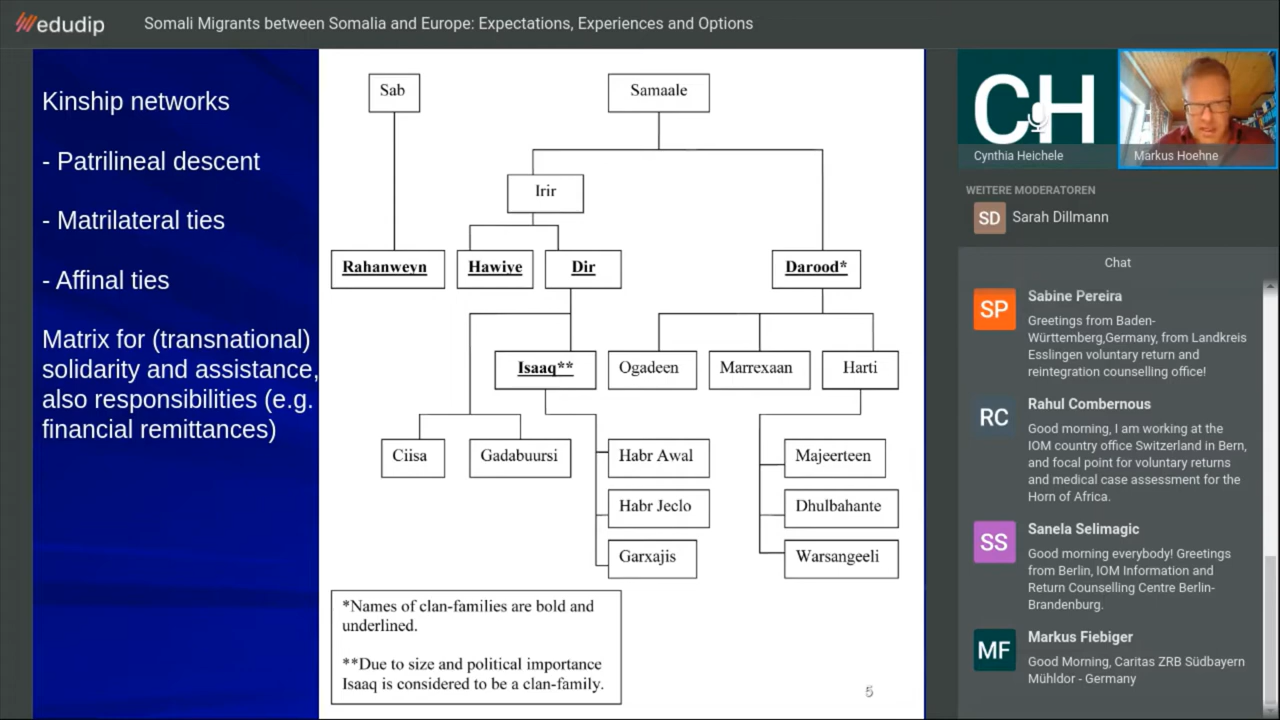 edudip
Somali Migrants between Somalia and Europe: Expectations, Experiences and Options
Kinship networks
- Patrilineal descent
- Matrilateral ties
- Affinal ties
Matrix for (transnational)
solidarity and assistance,
also responsibilities (e.g.
financial remittances)
Sab
Samaale
Irir
Rahanweyn
Hawiye
Dir
Darood*
Isaaq**
Ogadeen
Marrexaan
Harti
Ciisa
Gadabuursi
Habr Awal
Majeerteen
Habr Jeclo
Dhulbahante
Garxajis
Warsangeeli
*Names of clan-families are bold and
underlined.
**Due to size and political importance
Isaaq is considered to be a clan-family.
5
CH
Cynthia Heichele
Markus Hoehne
WEITERE MODERATOREN
SD
Sarah Dillmann
Chat
SP
Sabine Pereira
Greetings from Baden-
Württemberg,Germany, from Landkreis
Esslingen voluntary return and
reintegration counselling office!
RC
Rahul Combernous
Good morning, I am working at the
IOM country office Switzerland in Bern,
and focal point for voluntary returns
and medical case assessment for the
Horn of Africa.
SS
Sanela Selimagic
Good morning everybody! Greetings
from Berlin, IOM Information and
Return Counselling Centre Berlin-
Brandenburg.
MF
Markus Fiebiger
Good Morning, Caritas ZRB Südbayern
Mühldor - Germany